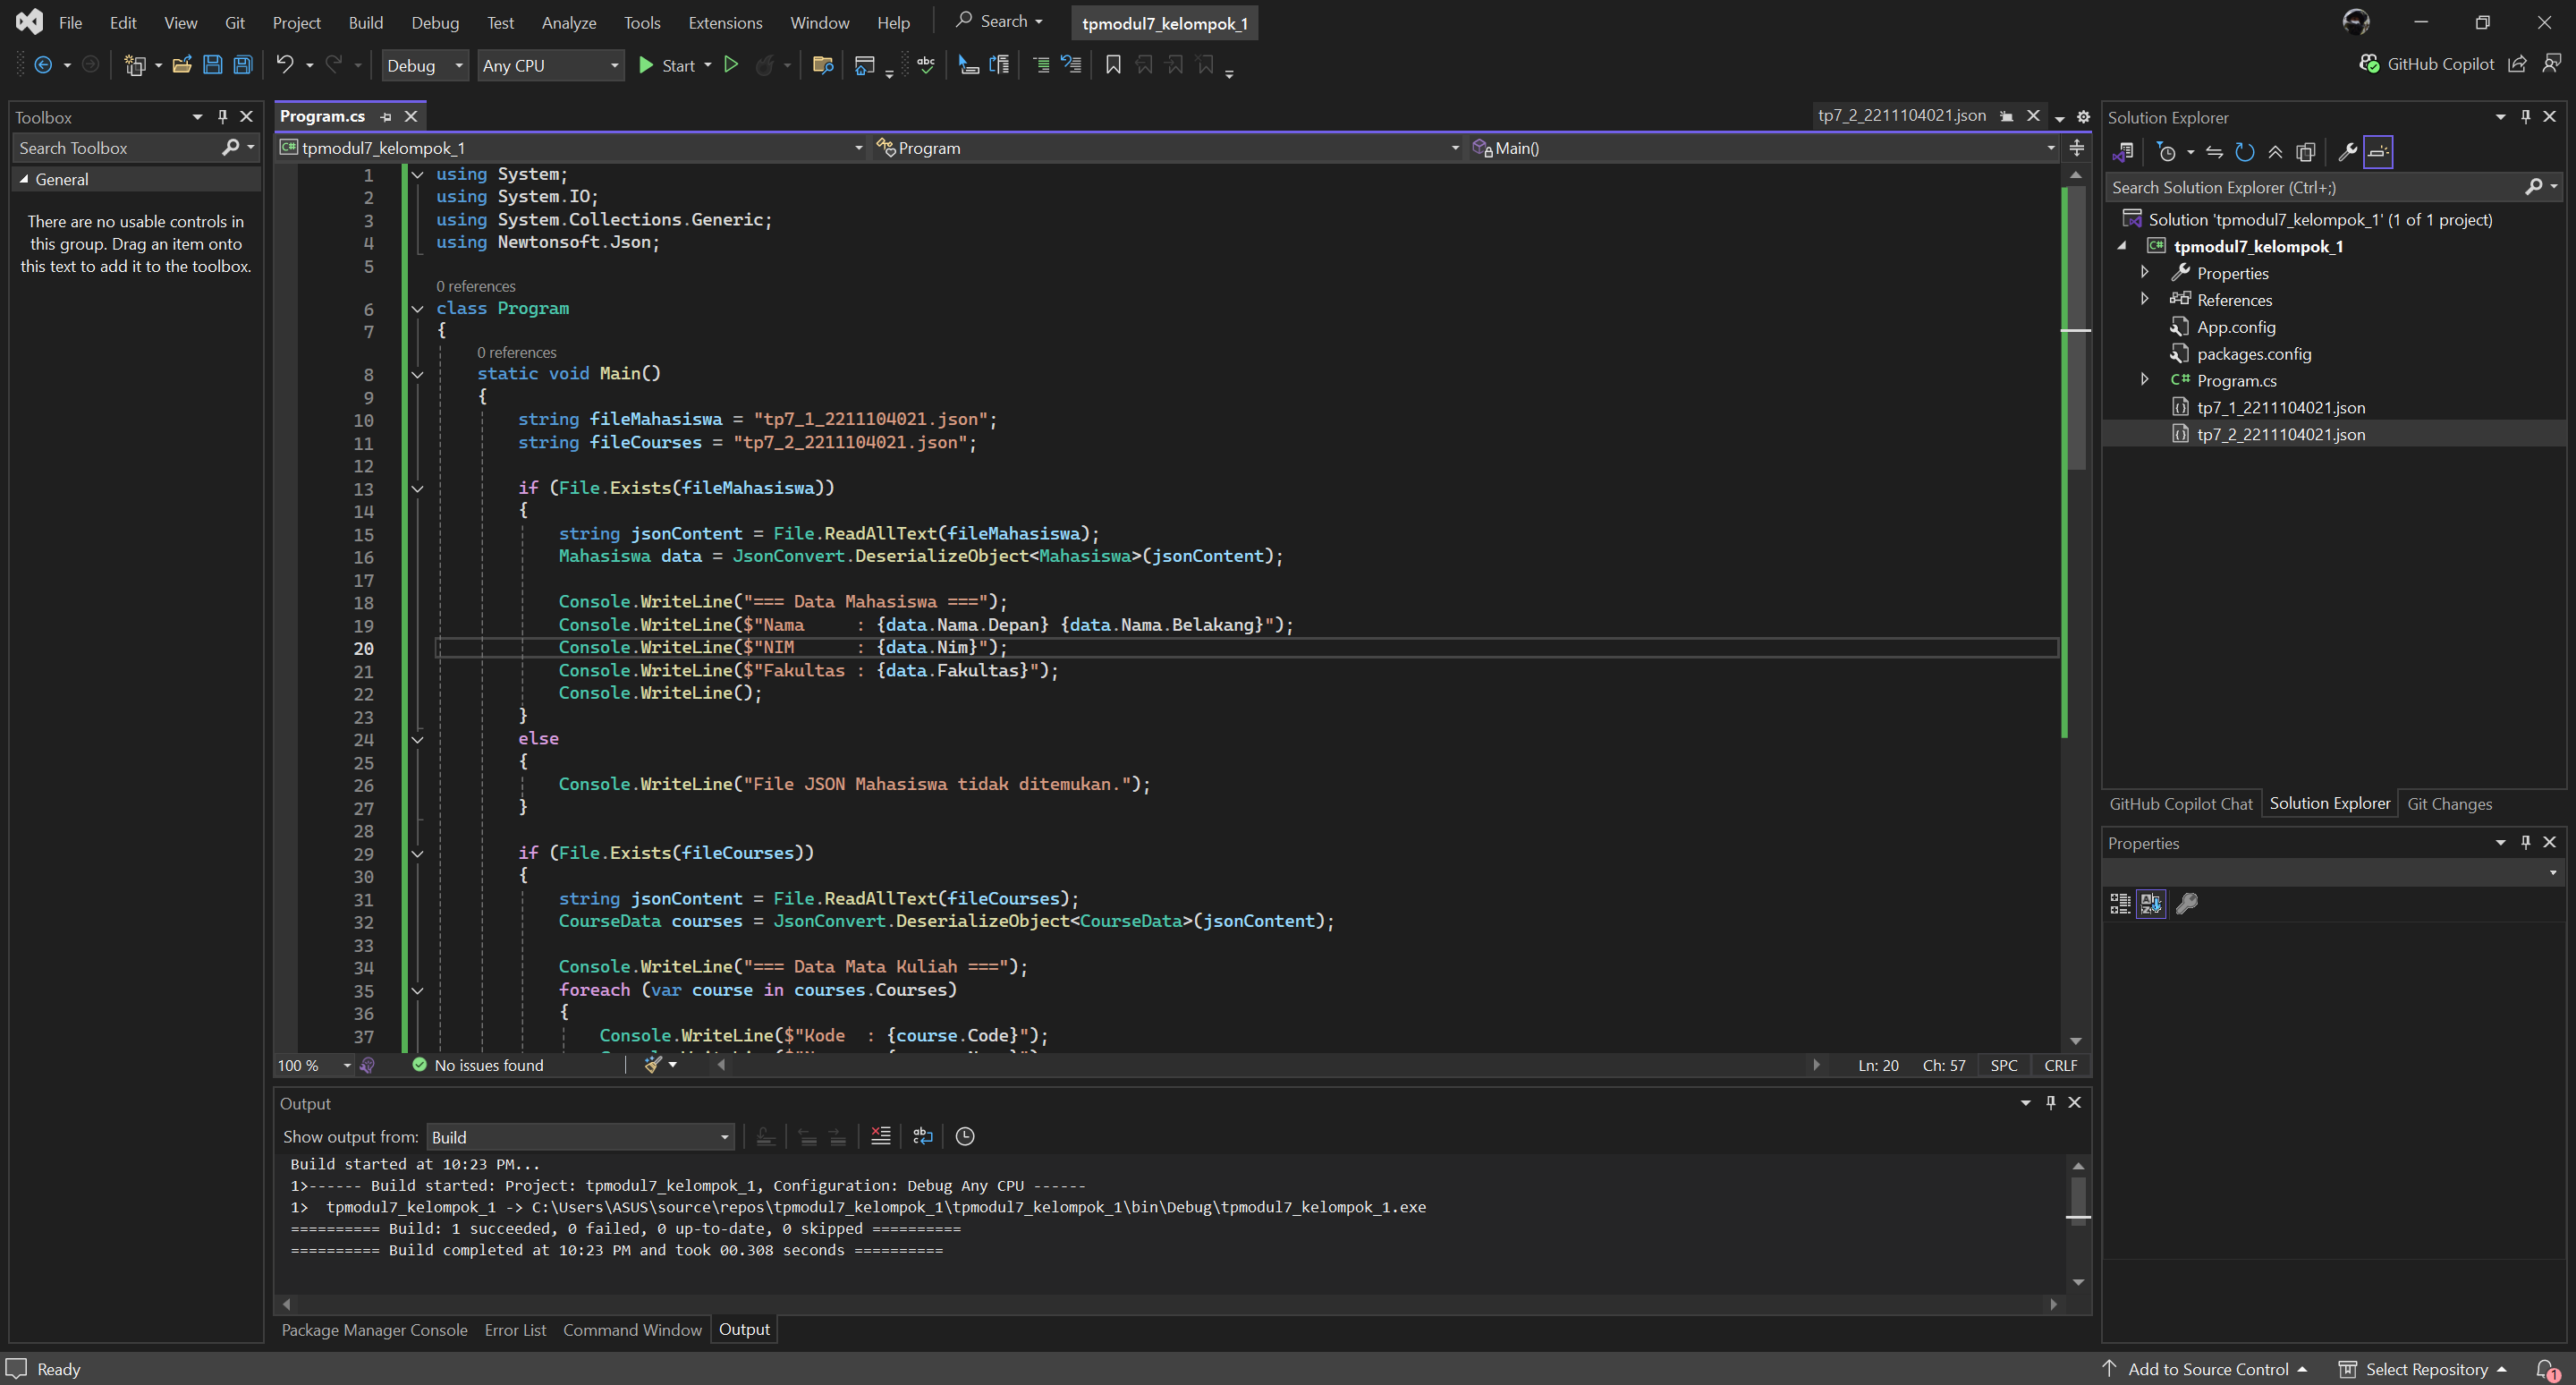 File Edit View Git Project Build Debug Test Analyze Tools Extensions Window Help Search tpmodul7_kelompok_1
Debug Any CPU Start GitHub Copilot
Toolbox
Search Toolbox
General
There are no usable controls in
this group. Drag an item onto
this text to add it to the toolbox.
Program.cs tp7_2_2211104021.json
tpmodul7_kelompok_1 Program Main()
1 using System;
2 using System.IO;
3 using System.Collections.Generic;
4 using Newtonsoft.Json;
5
0 references
6 class Program
7 {
0 references
8 static void Main()
9 {
10 string fileMahasiswa = "tp7_1_2211104021.json";
11 string fileCourses = "tp7_2_2211104021.json";
12
13 if (File.Exists(fileMahasiswa))
14 {
15 string jsonContent = File.ReadAllText(fileMahasiswa);
16 Mahasiswa data = JsonConvert.DeserializeObject<Mahasiswa>(jsonContent);
17
18 Console.WriteLine("=== Data Mahasiswa ===");
19 Console.WriteLine($"Nama     : {data.Nama.Depan} {data.Nama.Belakang}");
20 Console.WriteLine($"NIM      : {data.Nim}");
21 Console.WriteLine($"Fakultas : {data.Fakultas}");
22 Console.WriteLine();
23 }
24 else
25 {
26 Console.WriteLine("File JSON Mahasiswa tidak ditemukan.");
27 }
28
29 if (File.Exists(fileCourses))
30 {
31 string jsonContent = File.ReadAllText(fileCourses);
32 CourseData courses = JsonConvert.DeserializeObject<CourseData>(jsonContent);
33
34 Console.WriteLine("=== Data Mata Kuliah ===");
35 foreach (var course in courses.Courses)
36 {
37 Console.WriteLine($"Kode  : {course.Code}");
100 % No issues found Ln: 20 Ch: 57 SPC CRLF
Output
Show output from: Build
Build started at 10:23 PM...
1>------ Build started: Project: tpmodul7_kelompok_1, Configuration: Debug Any CPU ------
1>  tpmodul7_kelompok_1 -> C:\Users\ASUS\source\repos\tpmodul7_kelompok_1\tpmodul7_kelompok_1\bin\Debug\tpmodul7_kelompok_1.exe
========== Build: 1 succeeded, 0 failed, 0 up-to-date, 0 skipped ==========
========== Build completed at 10:23 PM and took 00.308 seconds ==========
Package Manager Console Error List Command Window Output
Solution Explorer
Search Solution Explorer (Ctrl+;)
Solution 'tpmodul7_kelompok_1' (1 of 1 project)
tpmodul7_kelompok_1
Properties
References
App.config
packages.config
C# Program.cs
tp7_1_2211104021.json
tp7_2_2211104021.json
GitHub Copilot Chat Solution Explorer Git Changes
Properties
Ready Add to Source Control Select Repository 1